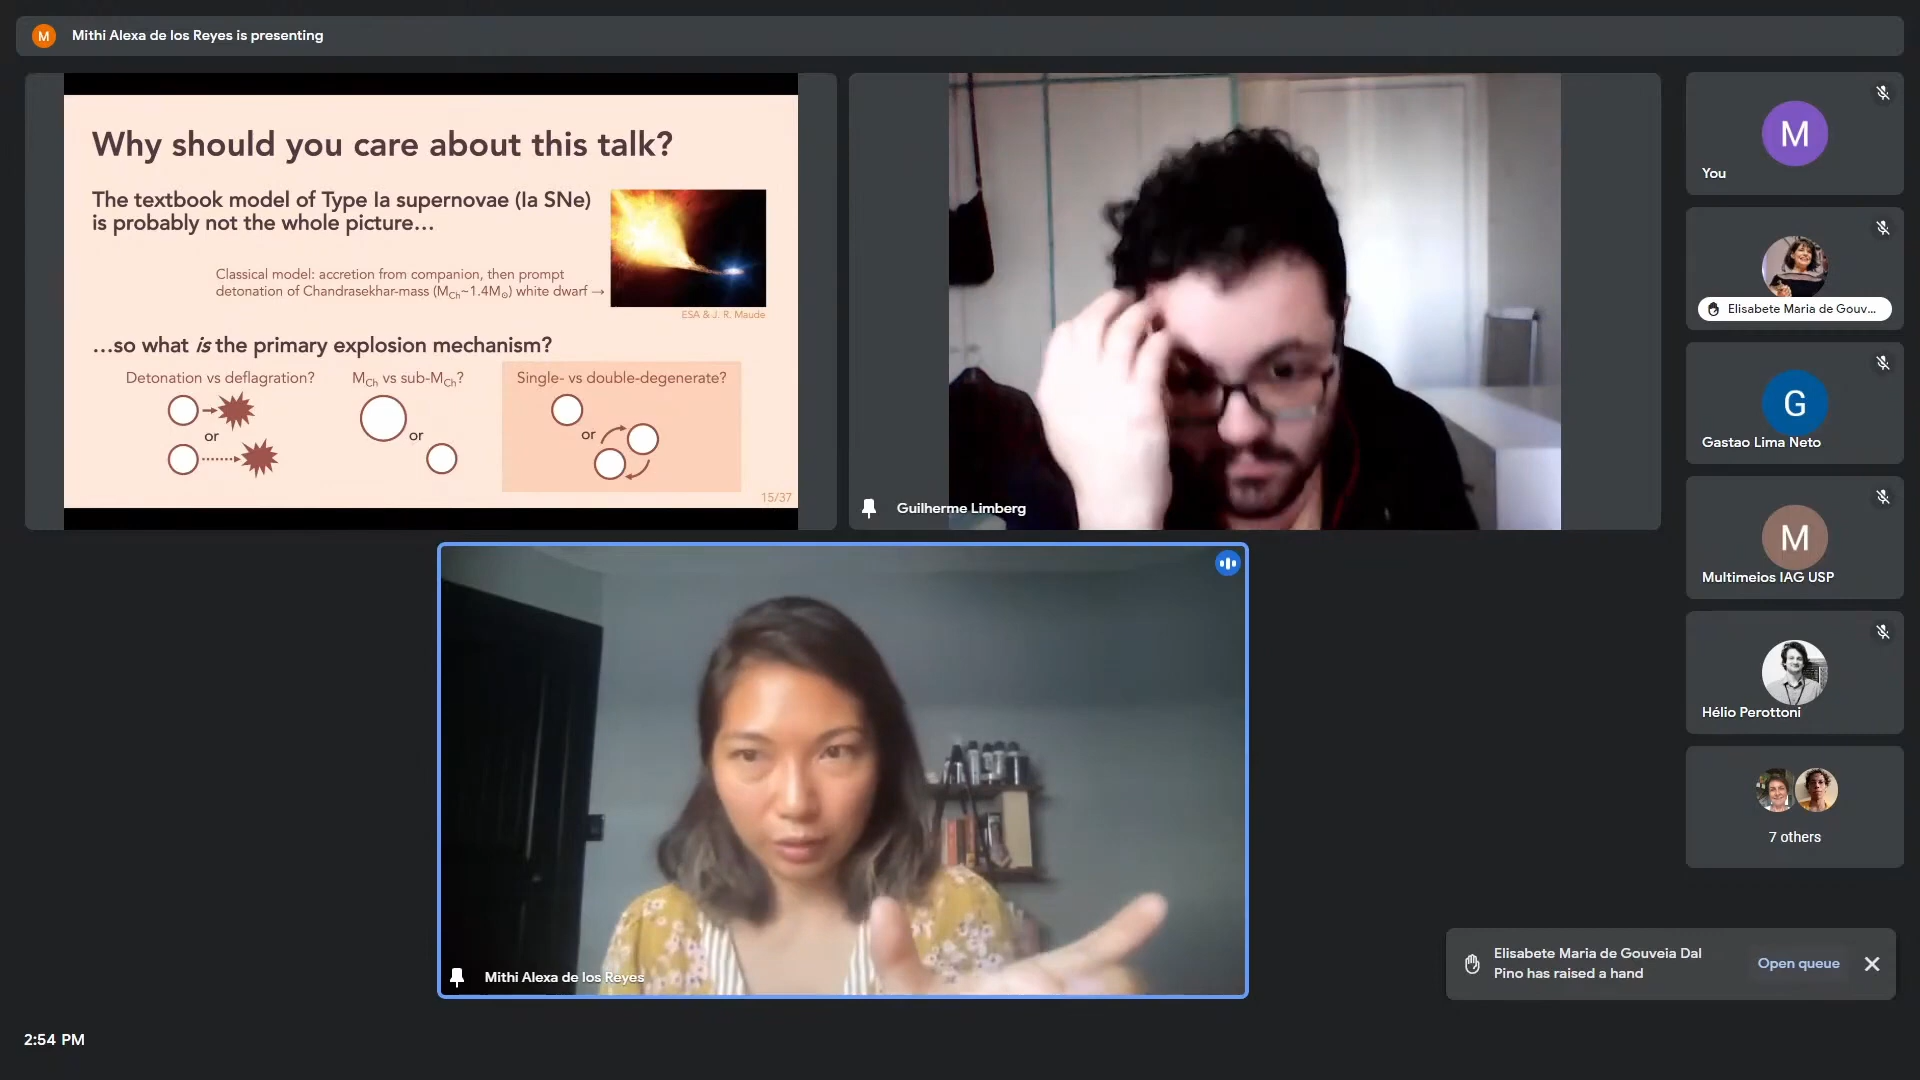 M
Mithi Alexa de los Reyes is presenting
Why should you care about this talk?
The textbook model of Type Ia supernovae (Ia SNe)
is probably not the whole picture…
Classical model: accretion from companion, then prompt
detonation of Chandrasekhar-mass (MCh~1.4M⊙) white dwarf →
ESA & J. R. Maude
…so what is the primary explosion mechanism?
Detonation vs deflagration?
or
MCh vs sub-MCh?
or
Single- vs double-degenerate?
or
15/37
Guilherme Limberg
Mithi Alexa de los Reyes
M
You
Elisabete Maria de Gouv...
G
Gastao Lima Neto
M
Multimeios IAG USP
Hélio Perottoni
7 others
Elisabete Maria de Gouveia Dal
Pino has raised a hand
Open queue
2:54 PM